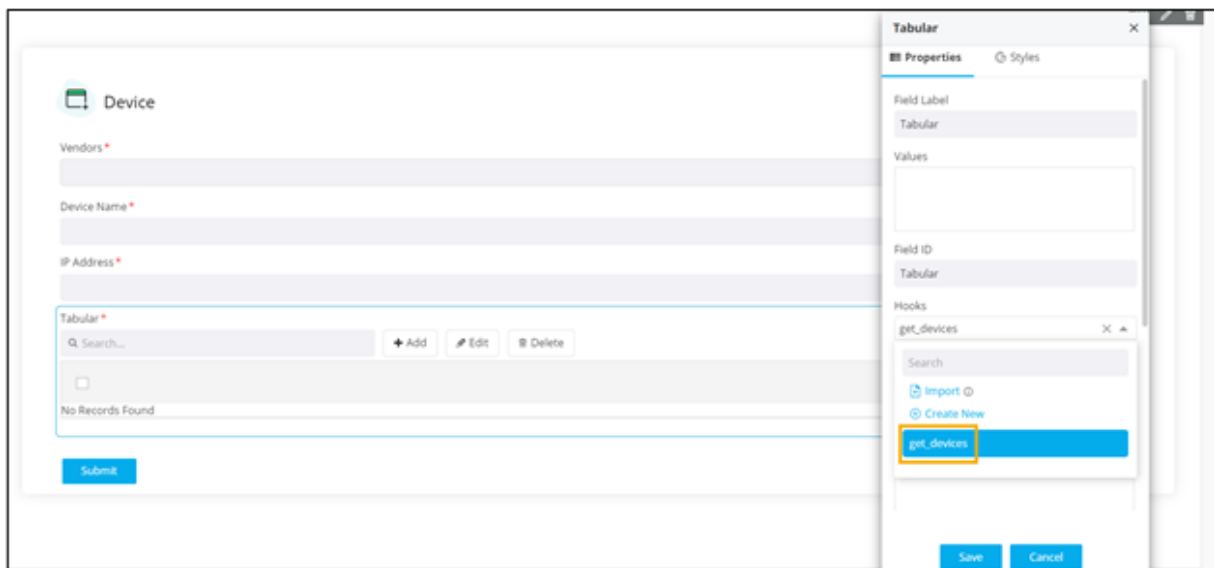 Device
Vendors*
Device Name*
IP Address*
Tabular*
Search...
Add
Edit
Delete
No Records Found
Submit
Tabular
Properties
Styles
Field Label
Tabular
Values
Field ID
Tabular
Hooks
get_devices
Search
Import
Create New
get_devices
Save
Cancel